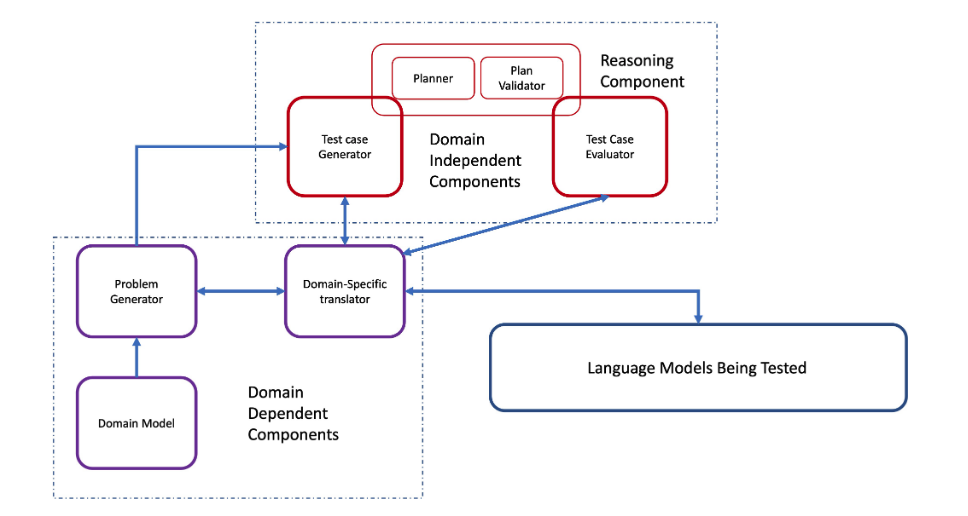 Reasoning
Component
Planner
Plan
Validator
Test case
Generator
Domain
Independent
Components
Test Case
Evaluator
Problem
Generator
Domain-Specific
translator
Language Models Being Tested
Domain Model
Domain
Dependent
Components